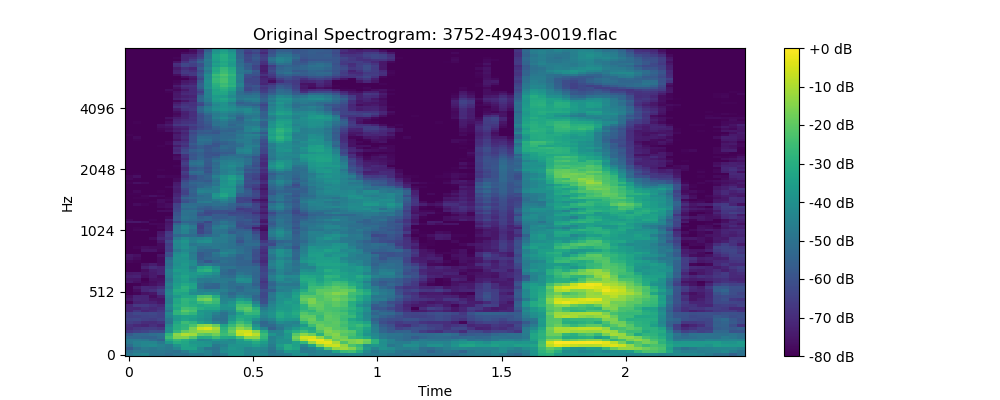 Original Spectrogram: 3752-4943-0019.flac
+0 dB
4096
-10 dB
-20 dB
2048
-30 dB
Hz
-40 dB
1024
-50 dB
512
-60 dB
-70 dB
0
-80 dB
0 0.5 1 1.5 2
Time